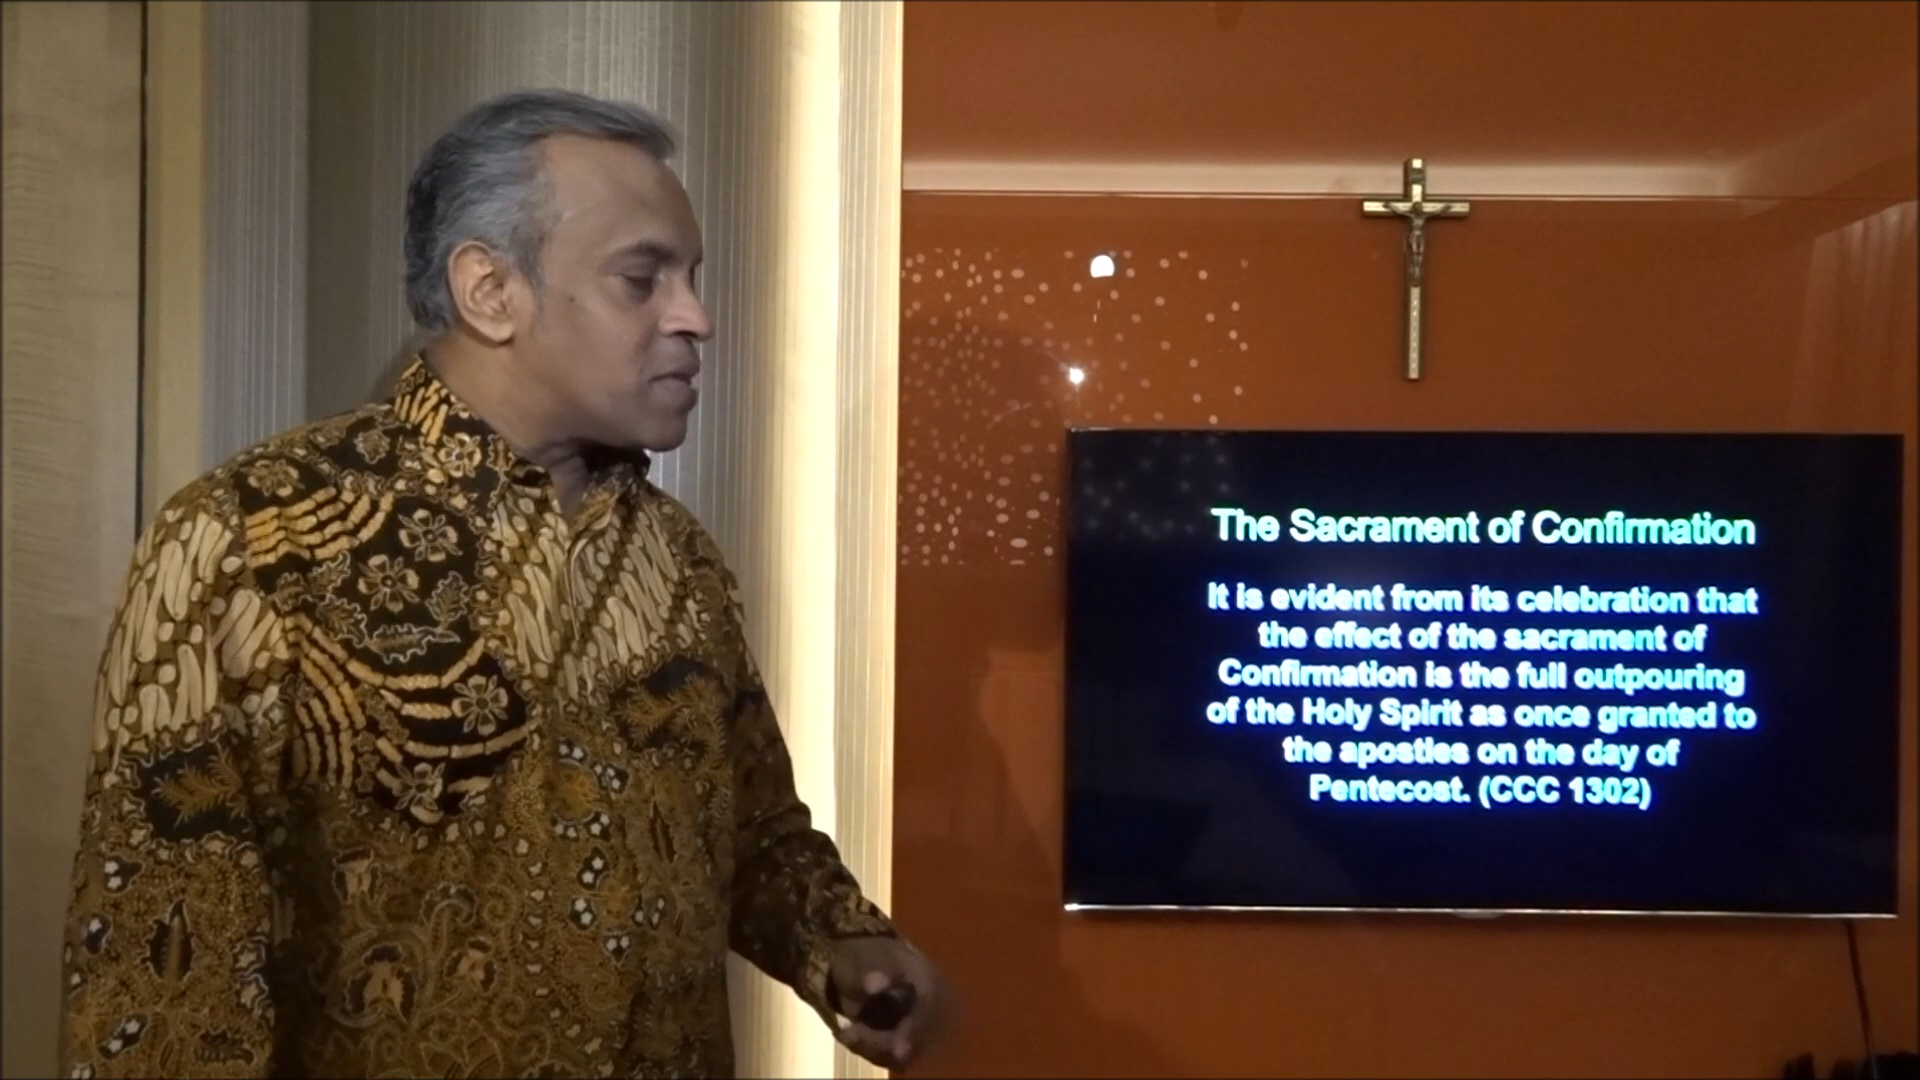 The Sacrament of Confirmation
It is evident from its celebration that
the effect of the sacrament of
Confirmation is the full outpouring
of the Holy Spirit as once granted to
the apostles on the day of
Pentecost. (CCC 1302)